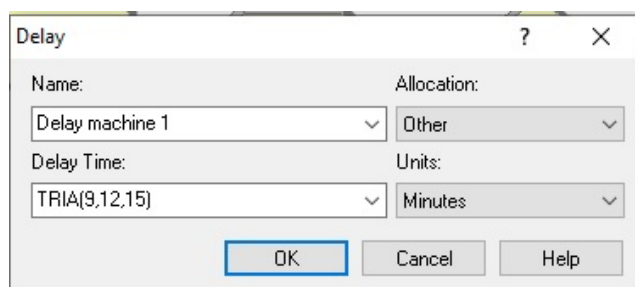 Delay ?
Name: Allocation:
Delay machine 1 Other
Delay Time: Units:
TRIA(9,12,15) Minutes
OK Cancel Help